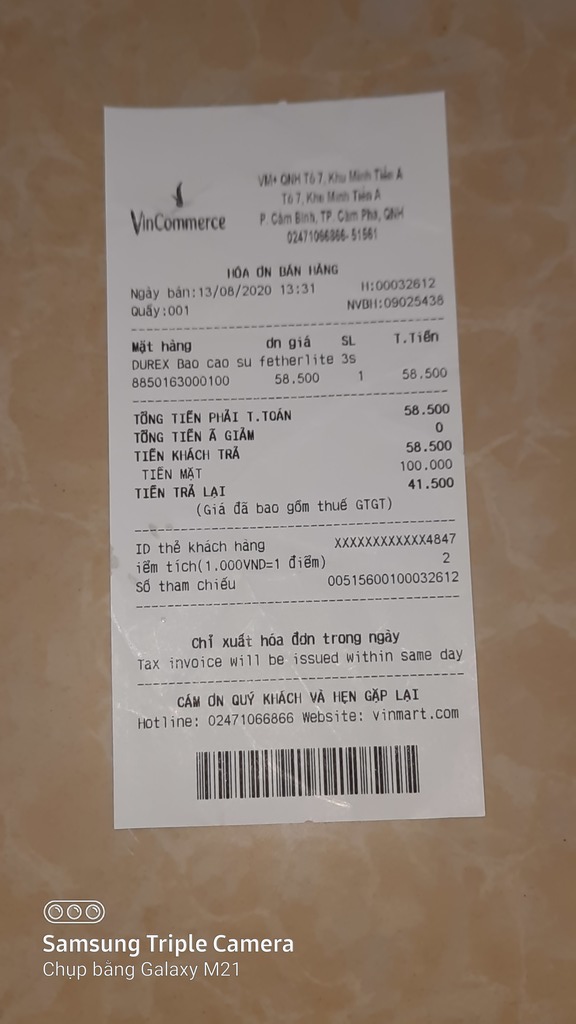 VinCommerce
VM+ QNH Tổ 7, Khu Minh Tiến A
Tổ 7, Khu Minh Tiến A
P. Cẩm Bình, TP. Cẩm Phả, QNH
02471066866-51561
HÓA ƠN BÁN HÀNG
Ngày bán:13/08/2020 13:31 H:00032612
Quầy:001 NVBH:09025438
Mặt hàng ơn giá SL T.Tiền
DUREX Bao cao su fetherlite 3s
8850163000100 58.500 1 58.500
TỔNG TIỀN PHẢI T.TOÁN 58.500
TỔNG TIỀN Ã GIẢM 0
TIỀN KHÁCH TRẢ 58.500
TIỀN MẶT 100.000
TIỀN TRẢ LẠI 41.500
(Giá đã bao gồm thuế GTGT)
ID thẻ khách hàng XXXXXXXXXXXX4847
iểm tích(1.000VND=1 điểm) 2
Số tham chiếu 00515600100032612
Chỉ xuất hóa đơn trong ngày
Tax invoice will be issued within same day
CẢM ƠN QUÝ KHÁCH VÀ HẸN GẶP LẠI
Hotline: 02471066866 Website: vinmart.com
Samsung Triple Camera
Chụp bằng Galaxy M21